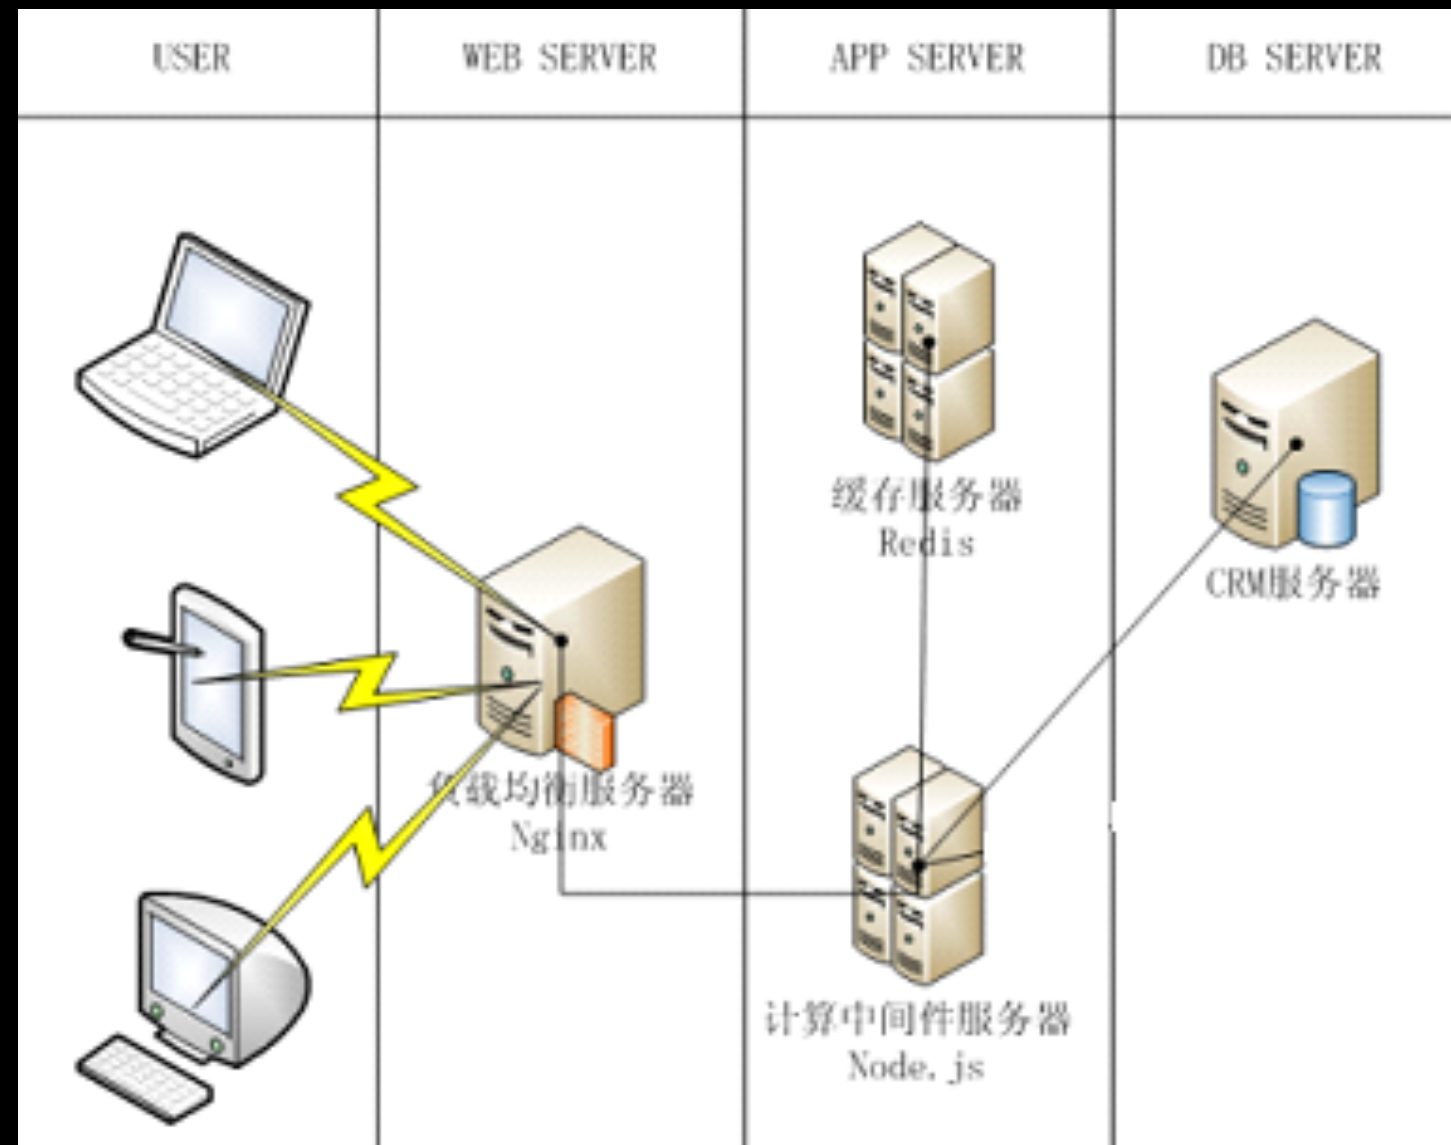 USER
WEB SERVER
APP SERVER
DB SERVER
缓存服务器
Redis
CRM服务器
负载均衡服务器
Nginx
计算中间件服务器
Node.js